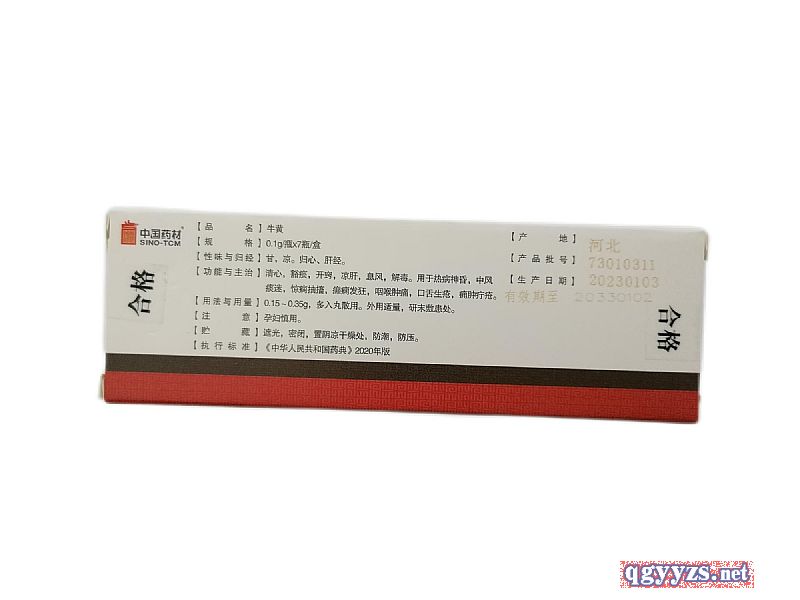 中国药材
SINO-TCM
合格
【品名】牛黄
【规格】0.1g/瓶x7瓶/盒
【性味与归经】甘，凉。归心、肝经。
【功能与主治】清心，豁痰，开窍，凉肝，息风，解毒。用于热病神昏，中风
痰迷，惊痫抽搐，癫痫发狂，咽喉肿痛，口舌生疮，痈肿疔疮。
【用法与用量】0.15～0.35g，多入丸散用。外用适量，研末敷患处。
【注意】孕妇慎用。
【贮藏】遮光，密闭，置阴凉干燥处，防潮，防压。
【执行标准】《中华人民共和国药典》2020年版
【产地】河北
【产品批号】73010311
【生产日期】20230103
有效期至 20330102
合格
qgyyzs.net